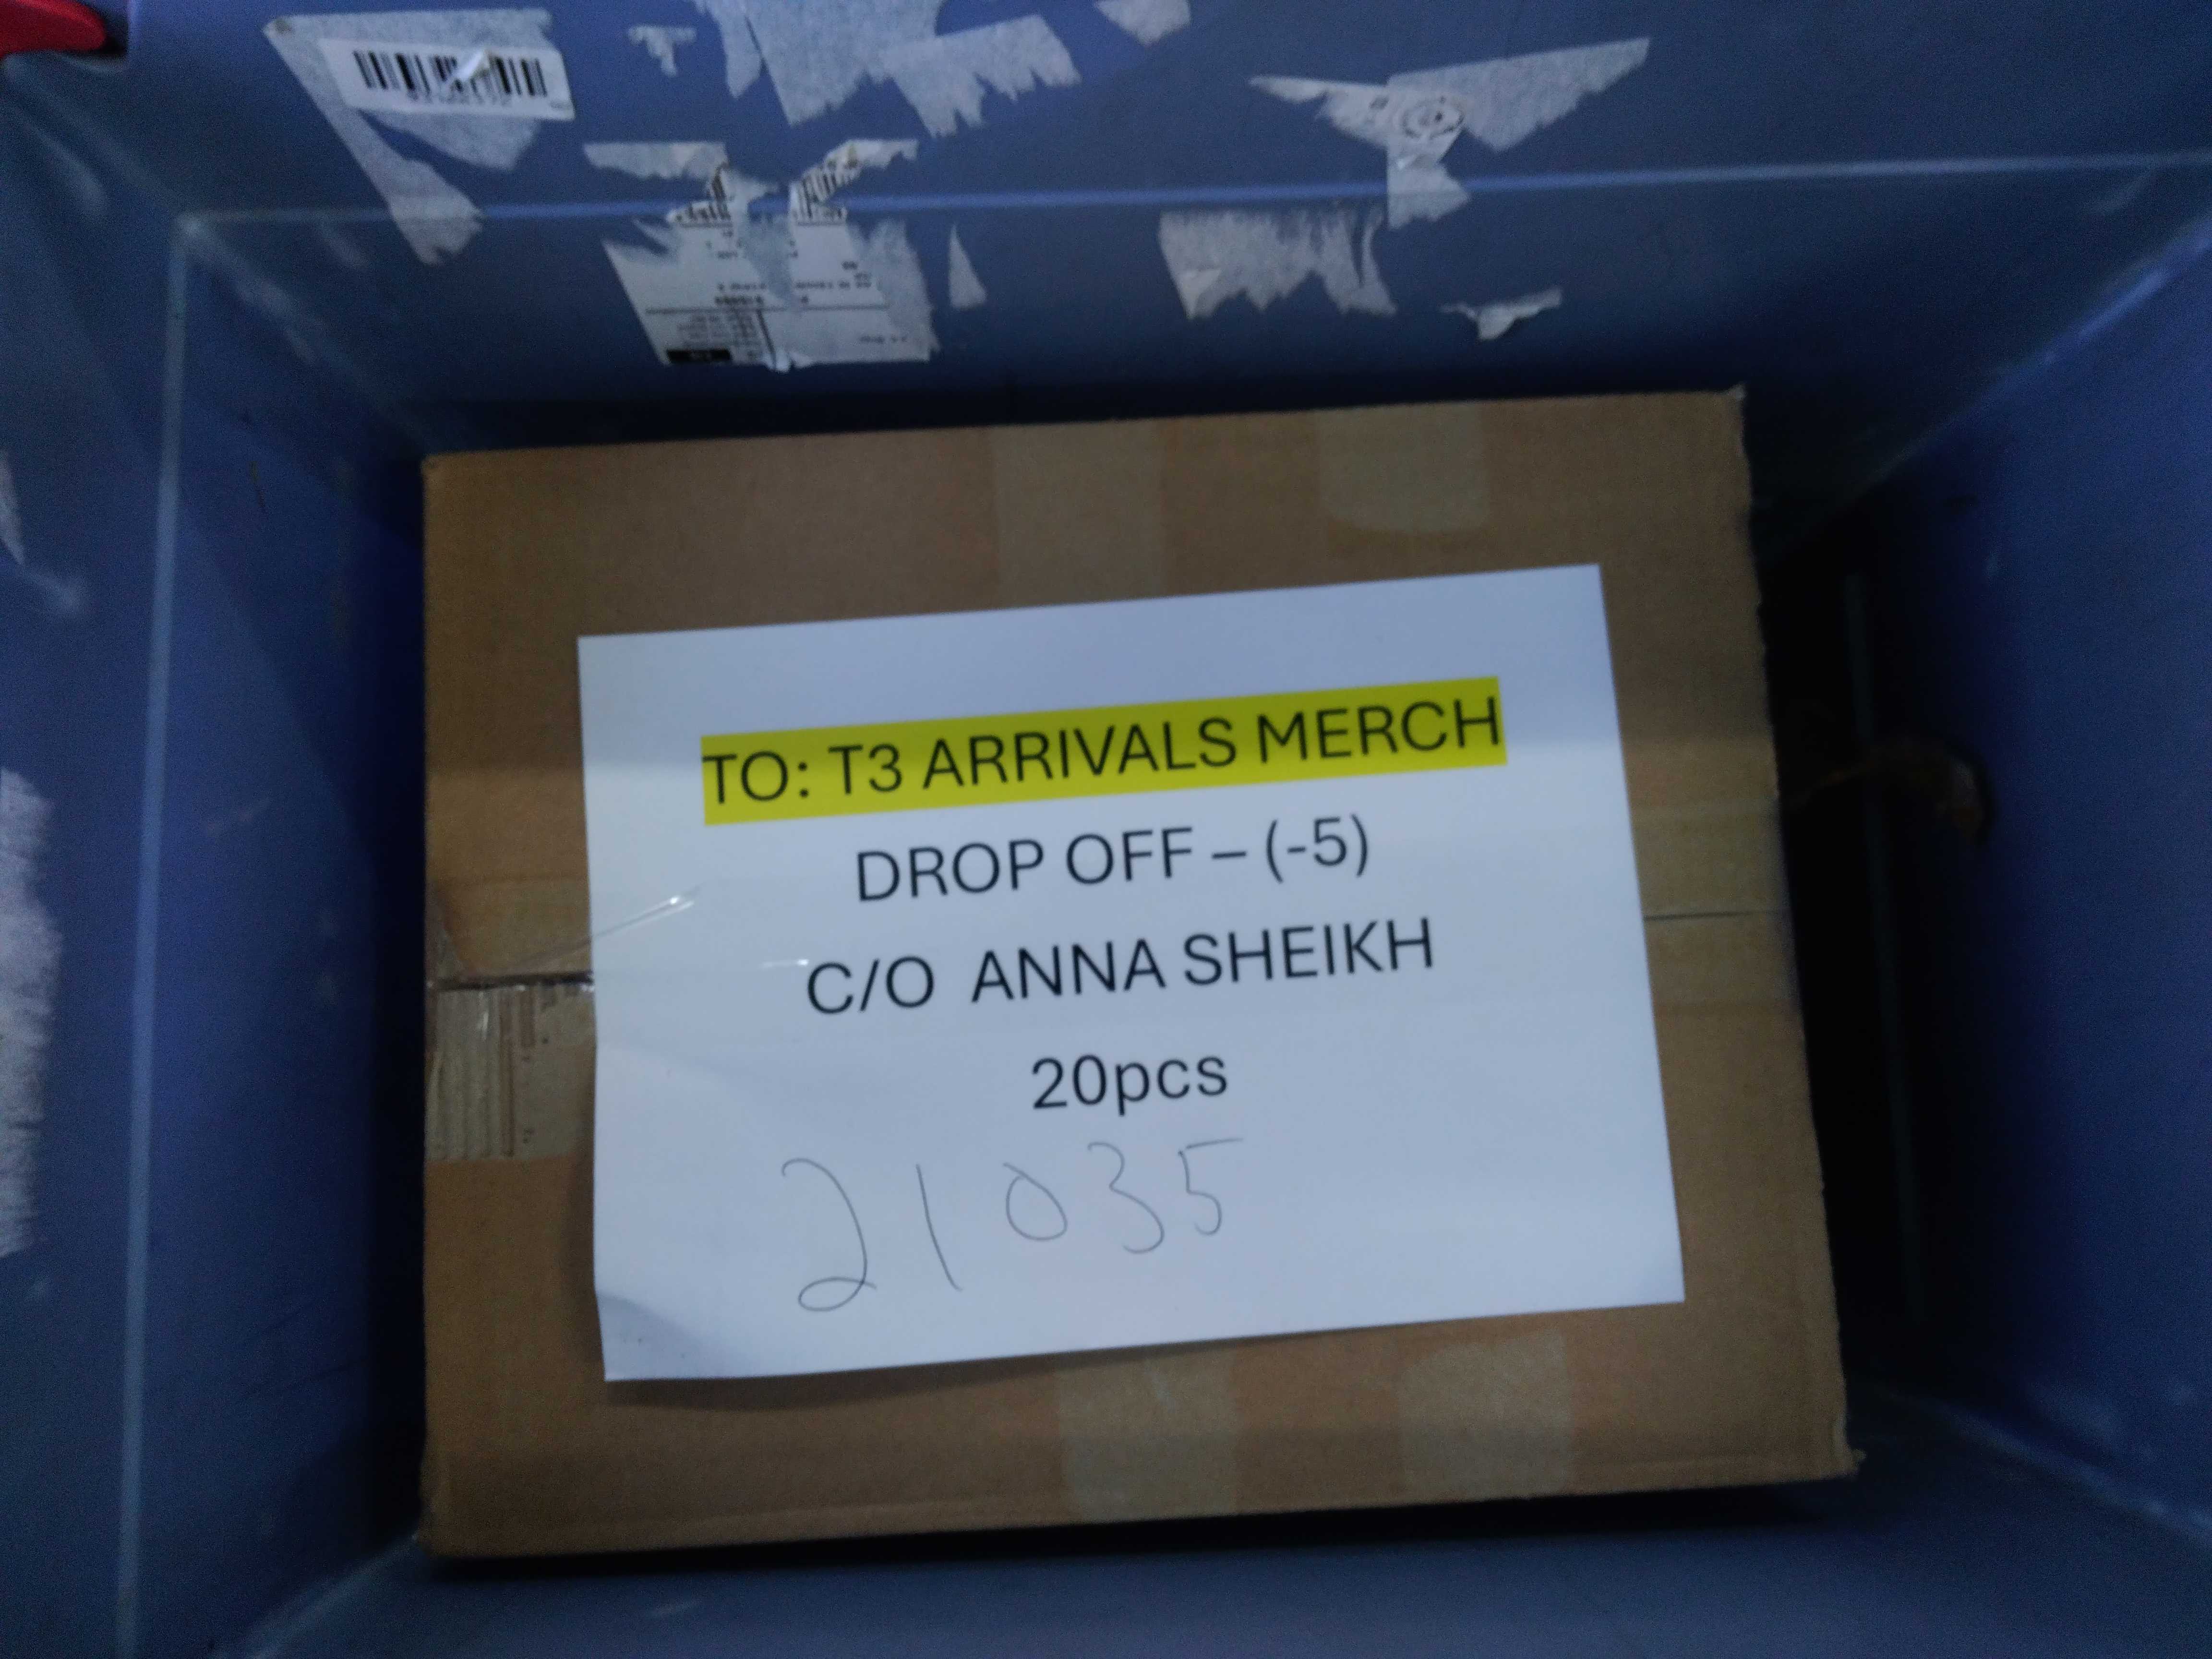 TO: T3 ARRIVALS MERCH
DROP OFF – (-5)
C/O ANNA SHEIKH
20pcs
21035